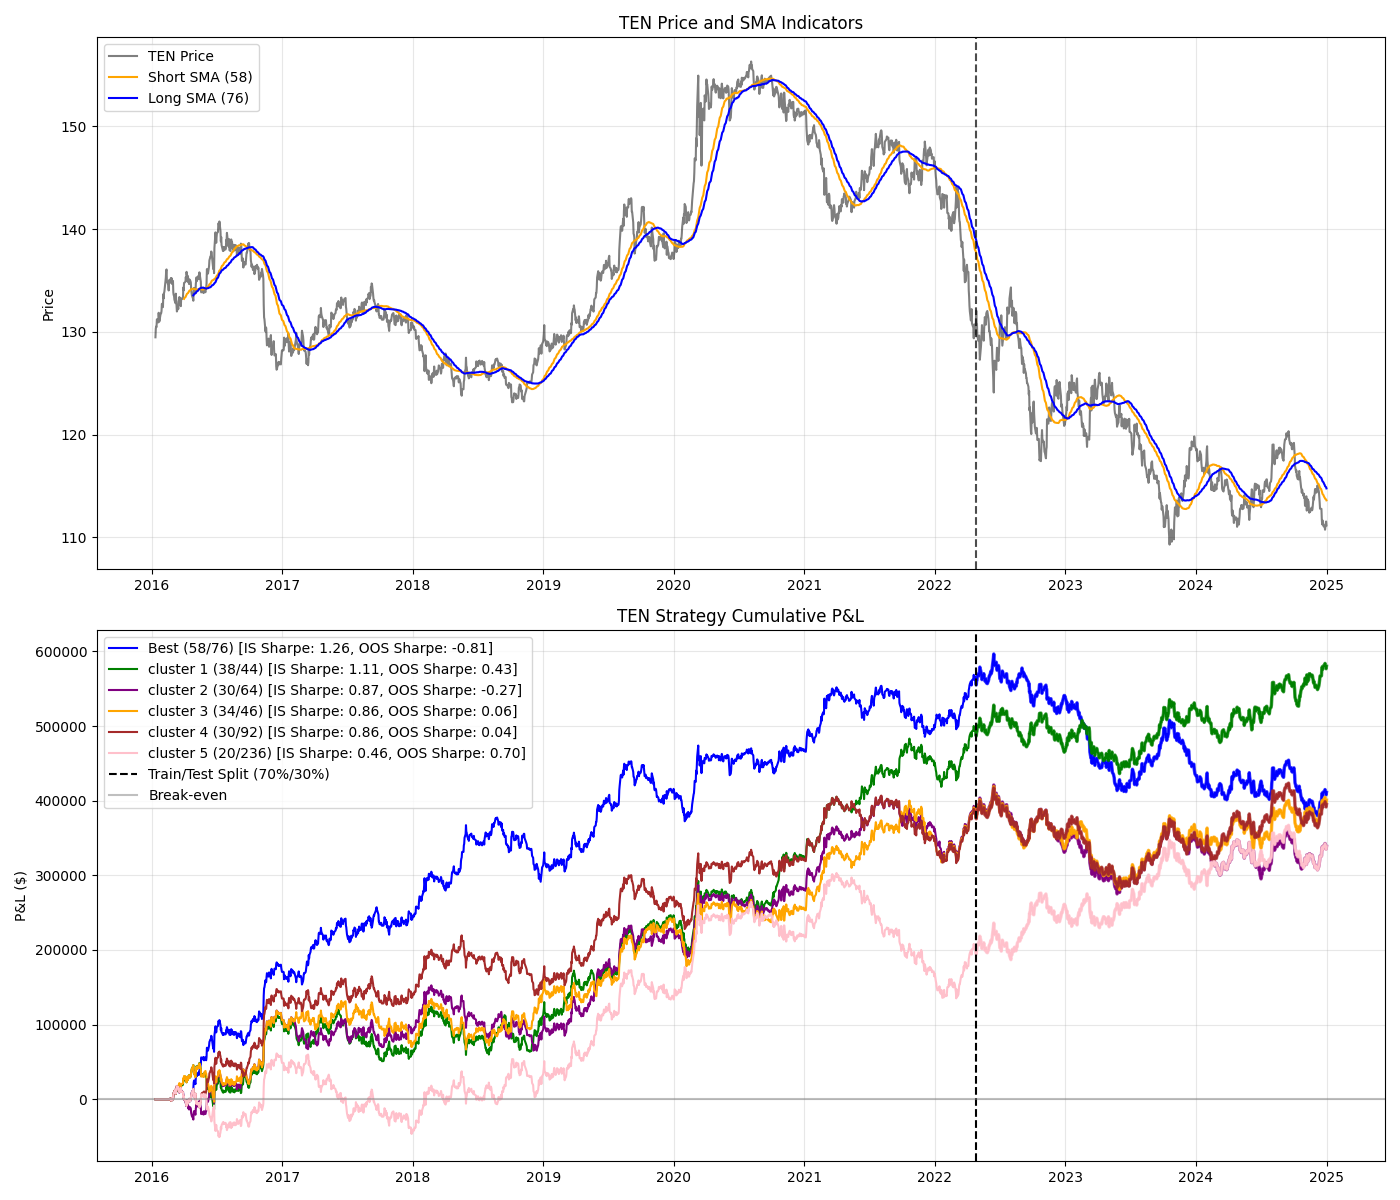 TEN Price and SMA Indicators
TEN Price
Short SMA (58)
Long SMA (76)
Price
150
140
130
120
110
2016 2017 2018 2019 2020 2021 2022 2023 2024 2025
TEN Strategy Cumulative P&L
Best (58/76) [IS Sharpe: 1.26, OOS Sharpe: -0.81]
cluster 1 (38/44) [IS Sharpe: 1.11, OOS Sharpe: 0.43]
cluster 2 (30/64) [IS Sharpe: 0.87, OOS Sharpe: -0.27]
cluster 3 (34/46) [IS Sharpe: 0.86, OOS Sharpe: 0.06]
cluster 4 (30/92) [IS Sharpe: 0.86, OOS Sharpe: 0.04]
cluster 5 (20/236) [IS Sharpe: 0.46, OOS Sharpe: 0.70]
Train/Test Split (70%/30%)
Break-even
P&L ($)
600000
500000
400000
300000
200000
100000
0
2016 2017 2018 2019 2020 2021 2022 2023 2024 2025